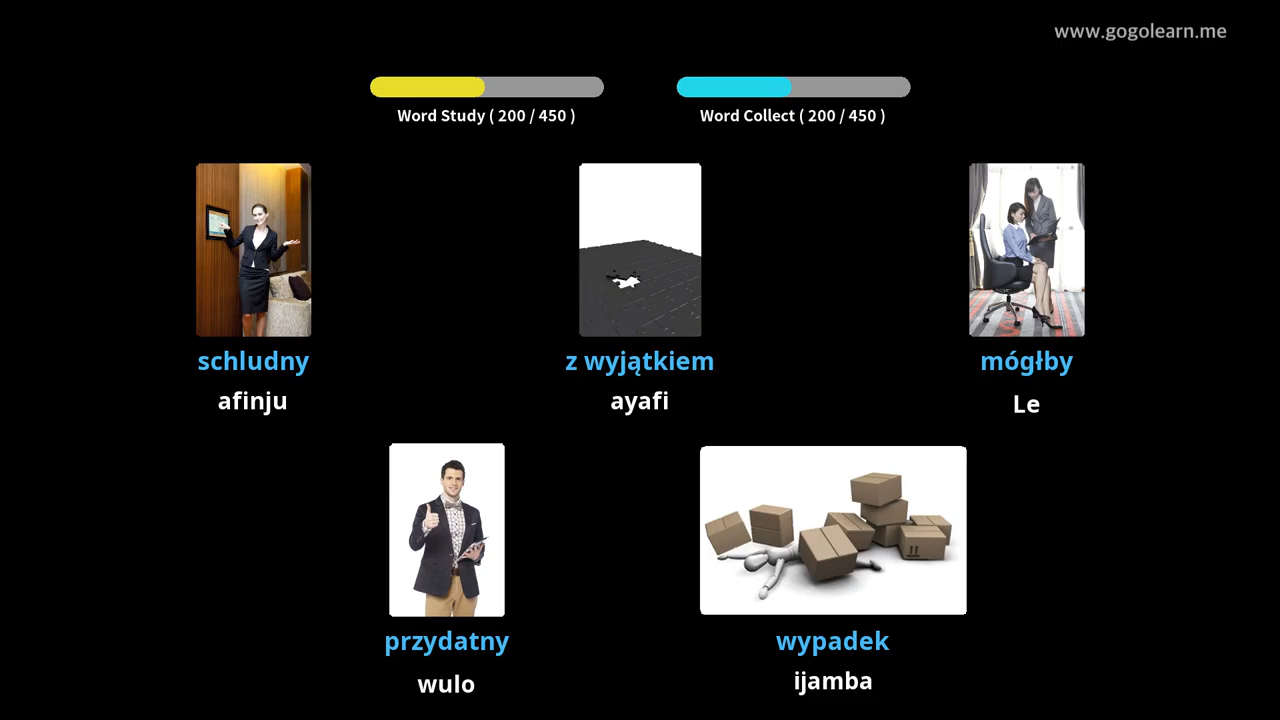 www.gogolearn.me
Word Study ( 200 / 450 )
Word Collect ( 200 / 450 )
schludny
z wyjątkiem
mógłby
afinju
ayafi
Le
przydatny
wypadek
wulo
ijamba